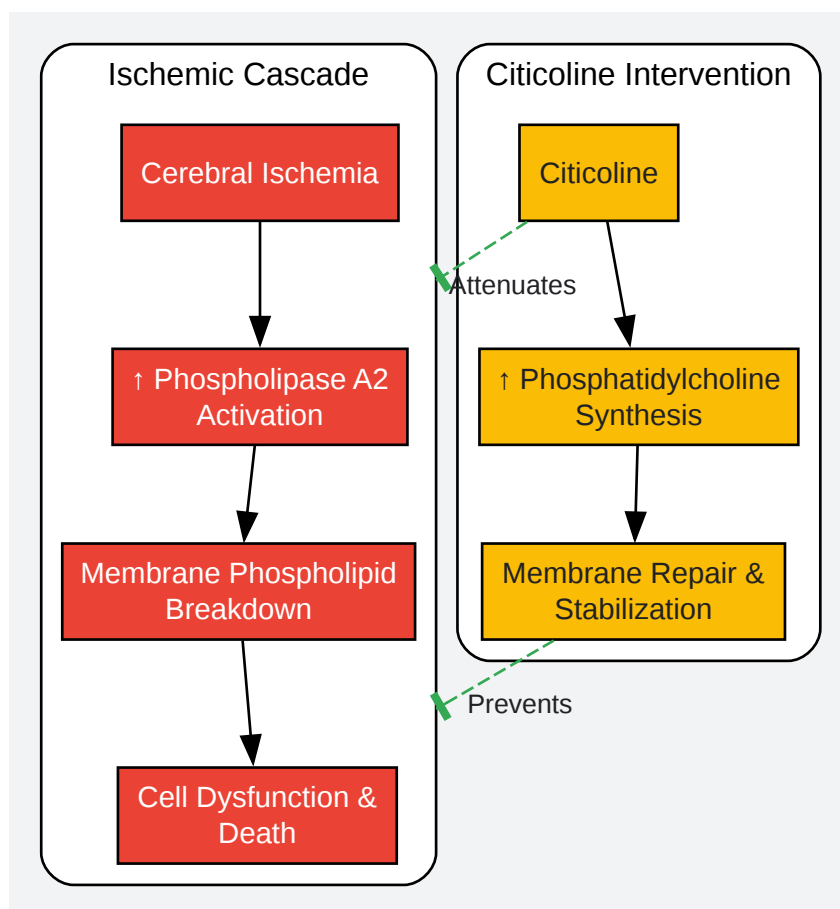 Ischemic Cascade
Cerebral Ischemia
↑ Phospholipase A2
Activation
Membrane Phospholipid
Breakdown
Cell Dysfunction &
Death
Citicoline Intervention
Citicoline
Attenuates
↑ Phosphatidylcholine
Synthesis
Membrane Repair &
Stabilization
Prevents